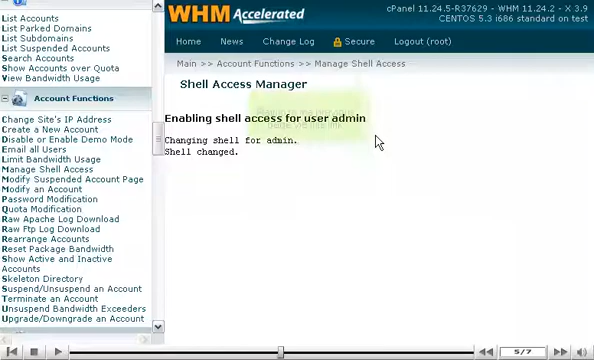 WHM Accelerated
cPanel 11.24.5-R37629 - WHM 11.24.2 - X 3.9
CENTOS 5.3 i686 standard on test
Home News Change Log Secure Logout (root)
Main >> Account Functions >> Manage Shell Access
Shell Access Manager
Enabling shell access for user admin
Changing shell for admin.
Shell changed.
List Accounts
List Parked Domains
List Subdomains
List Suspended Accounts
Search Accounts
Show Accounts over Quota
View Bandwidth Usage
Account Functions
Change Site's IP Address
Create a New Account
Disable or Enable Demo Mode
Email all Users
Limit Bandwidth Usage
Manage Shell Access
Modify Suspended Account Page
Modify an Account
Password Modification
Quota Modification
Raw Apache Log Download
Raw Ftp Log Download
Rearrange Accounts
Reset Package Bandwidth
Show Active and Inactive
Accounts
Skeleton Directory
Suspend/Unsuspend an Account
Terminate an Account
Unsuspend Bandwidth Exceeders
Upgrade/Downgrade an Account
5/7